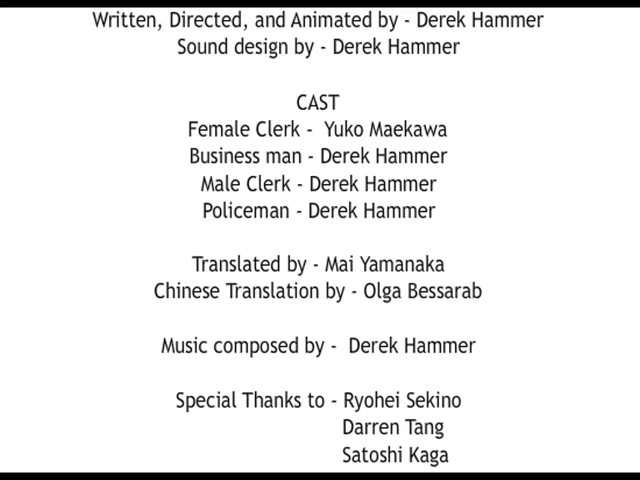 Written, Directed, and Animated by - Derek Hammer
Sound design by - Derek Hammer
CAST
Female Clerk - Yuko Maekawa
Business man - Derek Hammer
Male Clerk - Derek Hammer
Policeman - Derek Hammer
Translated by - Mai Yamanaka
Chinese Translation by - Olga Bessarab
Music composed by - Derek Hammer
Special Thanks to - Ryohei Sekino
Darren Tang
Satoshi Kaga